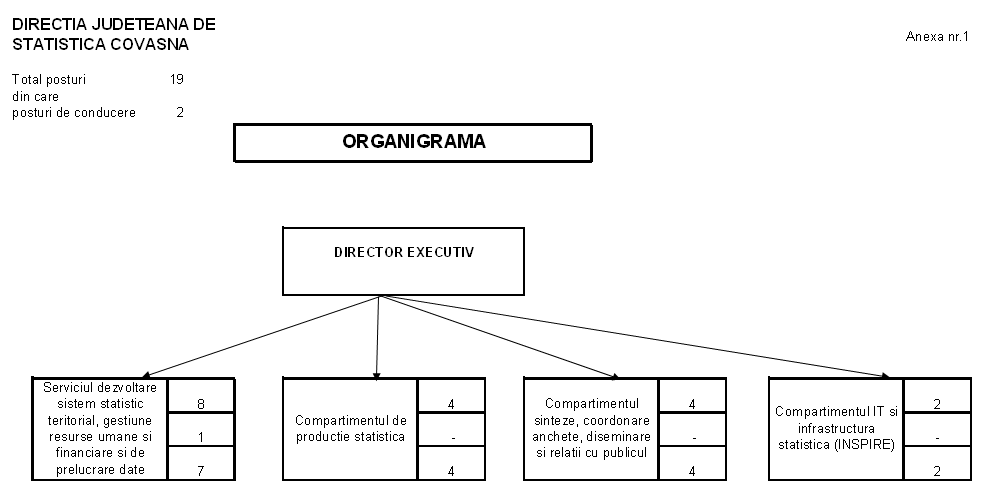 DIRECTIA JUDETEANA DE
STATISTICA COVASNA
Anexa nr.1
Total posturi 19
din care
posturi de conducere 2
ORGANIGRAMA
DIRECTOR EXECUTIV
Serviciul dezvoltare
sistem statistic
teritorial, gestiune
resurse umane si
financiare si de
prelucrare date
8
1
7
Compartimentul de
productie statistica
4
-
4
Compartimentul
sinteze, coordonare
anchete, diseminare
si relatii cu publicul
4
-
4
Compartimentul IT si
infrastructura
statistica (INSPIRE)
2
-
2